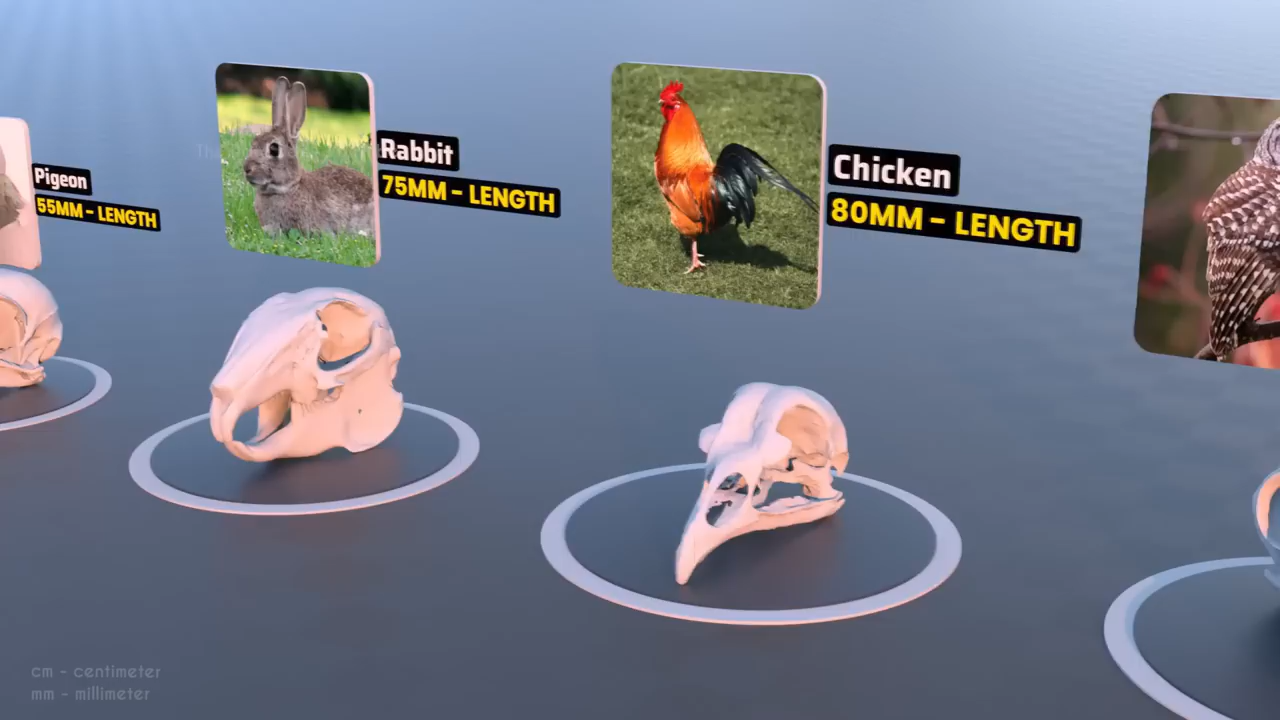 Pigeon
55MM - LENGTH
Rabbit
75MM - LENGTH
Chicken
80MM - LENGTH
cm - centimeter
mm - millimeter